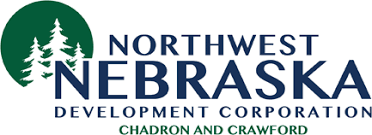 NORTHWEST
NEBRASKA
DEVELOPMENT CORPORATION
CHADRON AND CRAWFORD